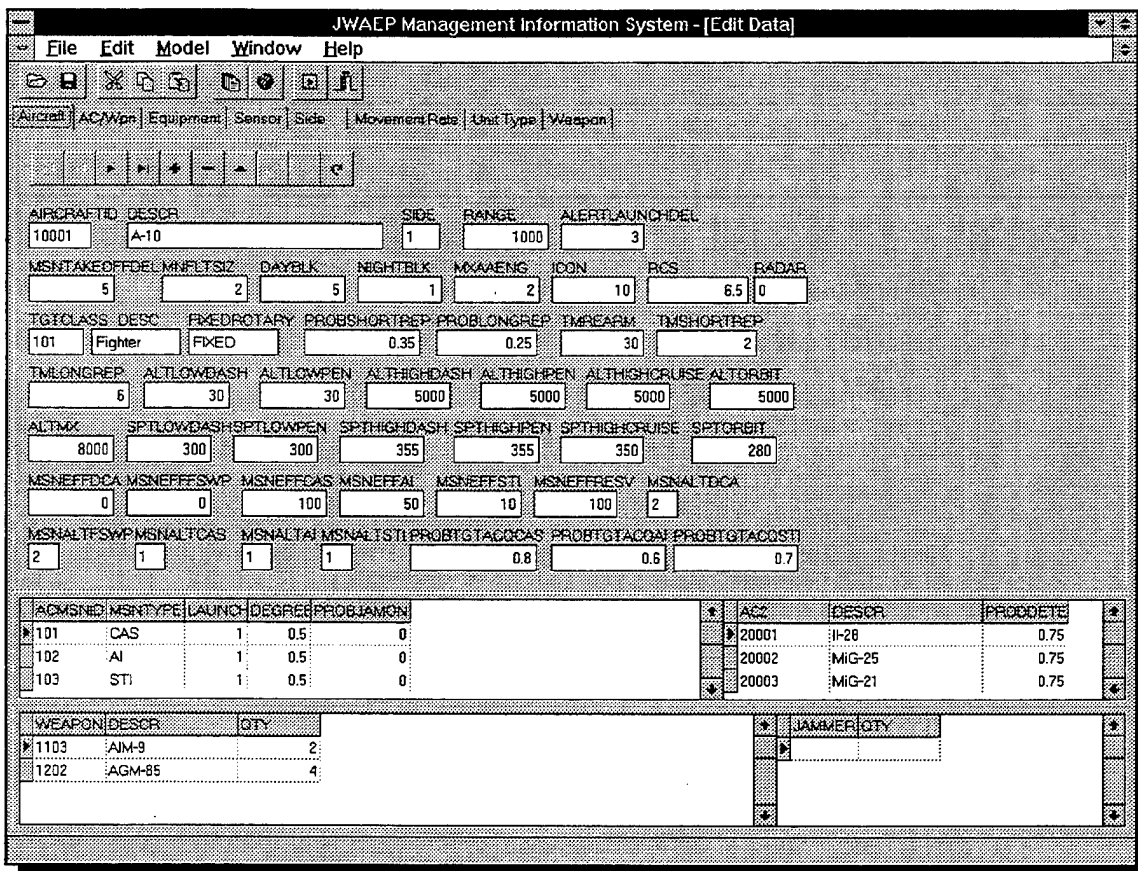 JWAEP Management Information System - [Edit Data]
File Edit Model Window Help
Aircraft AC/Wpn Equipment Sensor Side Movement Rate Unit Type Weapon
AIRCRAFTID DESCR SIDE RANGE ALERTLAUNCHDEL
10001 A-10 1 1000 3
MSNTAKEOFFDEL MNFLTSIZ DAYBLK NIGHTBLK MXAAENG ICON RCS RADAR
5 2 5 1 2 10 6.5 0
TGTCLASS DESC FIXEDROTARY PROBSHORTREP PROBLONGREP TMREARM TMSHORTREP
101 Fighter FIXED 0.35 0.25 30 2
TMLONGREP ALTLOWDASH ALTLOWPEN ALTHIGHDASH ALTHIGHPEN ALTHIGHCRUISE ALTORBIT
6 30 30 5000 5000 5000 5000
ALTMX SPTLOWDASH SPTLOWPEN SPTHIGHDASH SPTHIGHPEN SPTHIGHCRUISE SPTORBIT
8000 300 300 355 355 350 280
MSNEFFDCA MSNEFFFSWP MSNEFFCAS MSNEFFAI MSNEFFSTI MSNEFFRESV MSNALTDCA
0 0 100 50 10 100 2
MSNALTFSWP MSNALTCAS MSNALTAI MSNALTSTI PROBTGTACQCAS PROBTGTACQAI PROBTGTACQSTI
2 1 1 1 0.8 0.6 0.7
ACMSNID MSNTYPE LAUNCH DEGREE PROBJAMON AC2 DESCR PRODDETE
101 CAS 1 0.5 0 20001 Il-28 0.75
102 AI 1 0.5 0 20002 MiG-25 0.75
103 STI 1 0.5 0 20003 MiG-21 0.75
WEAPON DESCR QTY JAMMER QTY
1103 AIM-9 2
1202 AGM-85 4